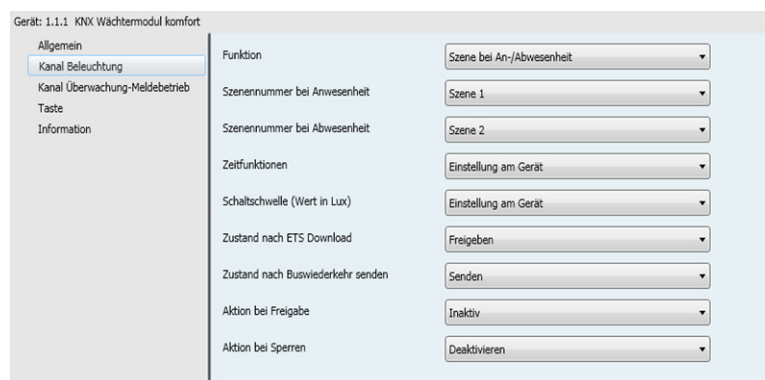 Gerät: 1.1.1 KNX Wächtermodul komfort
Allgemein
Kanal Beleuchtung
Kanal Überwachung-Meldebetrieb
Taste
Information
Funktion Szene bei An-/Abwesenheit
Szenennummer bei Anwesenheit Szene 1
Szenennummer bei Abwesenheit Szene 2
Zeitfunktionen Einstellung am Gerät
Schaltschwelle (Wert in Lux) Einstellung am Gerät
Zustand nach ETS Download Freigeben
Zustand nach Buswiederkehr senden Senden
Aktion bei Freigabe Inaktiv
Aktion bei Sperren Deaktivieren